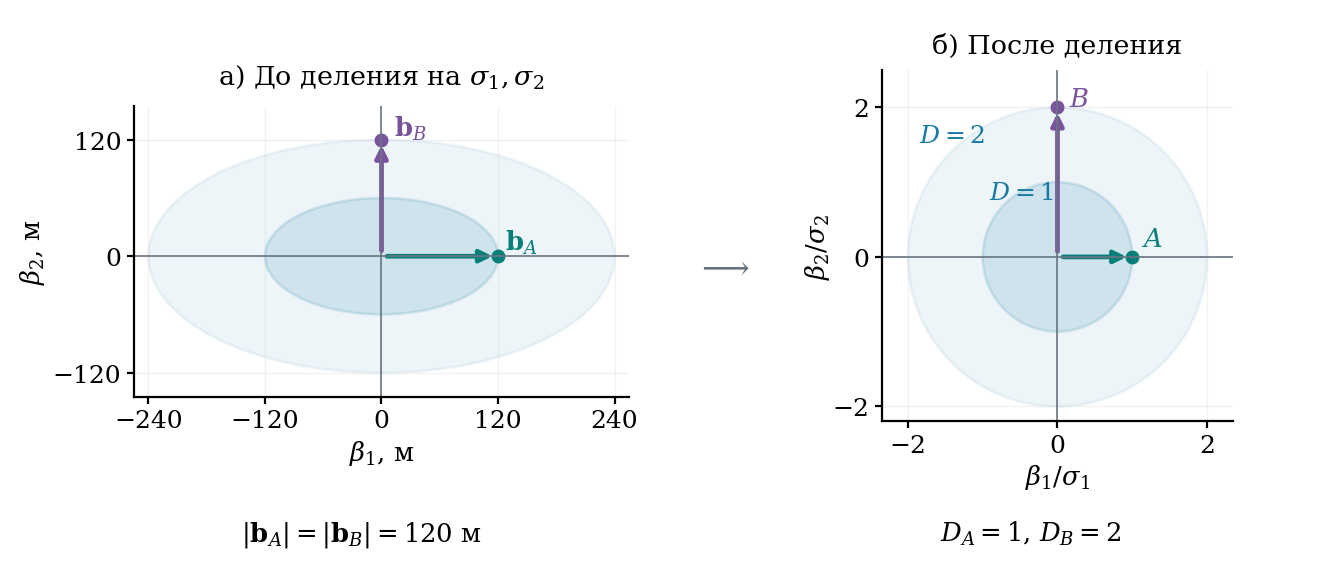 а) До деления на σ₁, σ₂
120
0
−120
β₂, м
b_B
b_A
−240
−120
0
120
240
β₁, м
|b_A| = |b_B| = 120 м
→
б) После деления
2
0
−2
β₂/σ₂
B
D = 2
D = 1
A
−2
0
2
β₁/σ₁
D_A = 1, D_B = 2